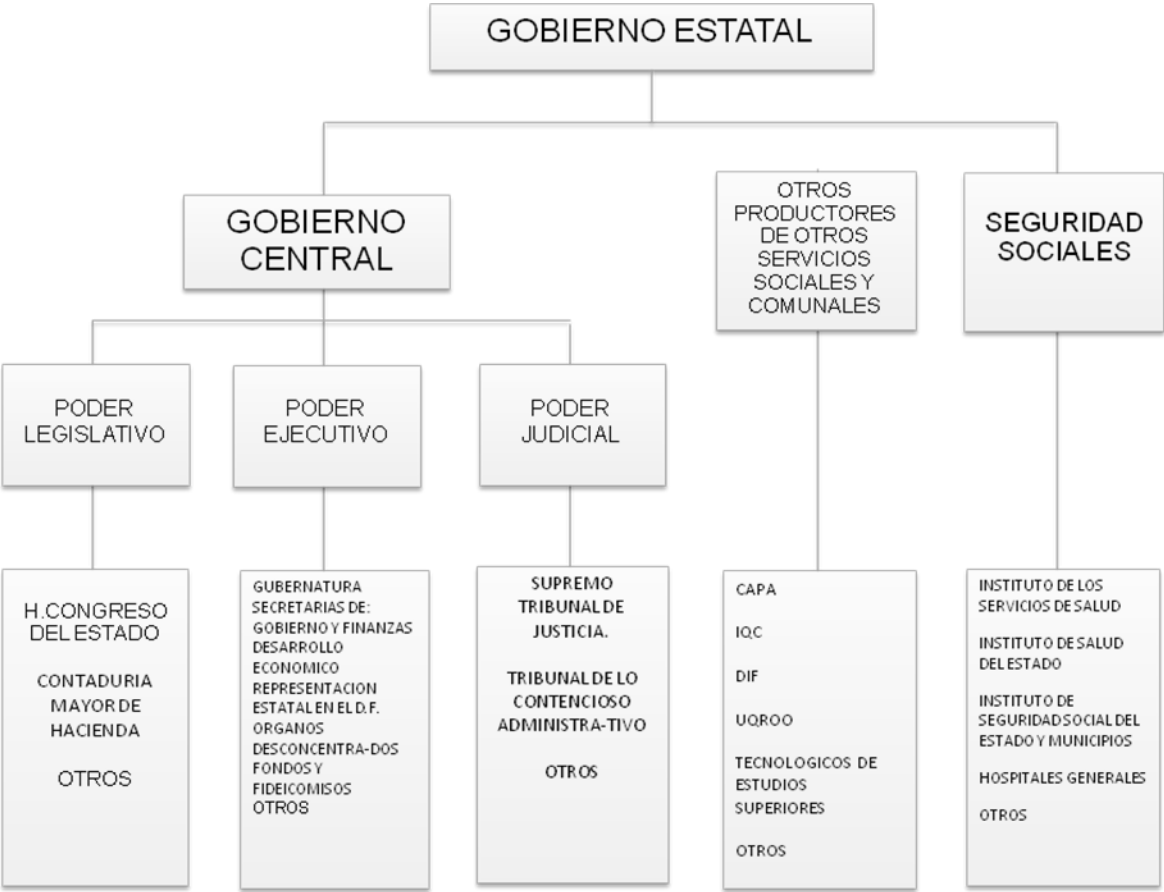 GOBIERNO ESTATAL
GOBIERNO
CENTRAL
OTROS
PRODUCTORES
DE OTROS
SERVICIOS
SOCIALES Y
COMUNALES
SEGURIDAD
SOCIALES
PODER
LEGISLATIVO
PODER
EJECUTIVO
PODER
JUDICIAL
H.CONGRESO
DEL ESTADO
CONTADURIA
MAYOR DE
HACIENDA
OTROS
GUBERNATURA
SECRETARIAS DE:
GOBIERNO Y FINANZAS
DESARROLLO
ECONOMICO
REPRESENTACION
ESTATAL EN EL D.F.
ORGANOS
DESCONCENTRA-DOS
FONDOS Y
FIDEICOMISOS
OTROS
SUPREMO
TRIBUNAL DE
JUSTICIA.
TRIBUNAL DE LO
CONTENCIOSO
ADMINISTRA-TIVO
OTROS
CAPA
IQC
DIF
UQROO
TECNOLOGICOS DE
ESTUDIOS
SUPERIORES
OTROS
INSTITUTO DE LOS
SERVICIOS DE SALUD
INSTITUTO DE SALUD
DEL ESTADO
INSTITUTO DE
SEGURIDAD SOCIAL DEL
ESTADO Y MUNICIPIOS
HOSPITALES GENERALES
OTROS